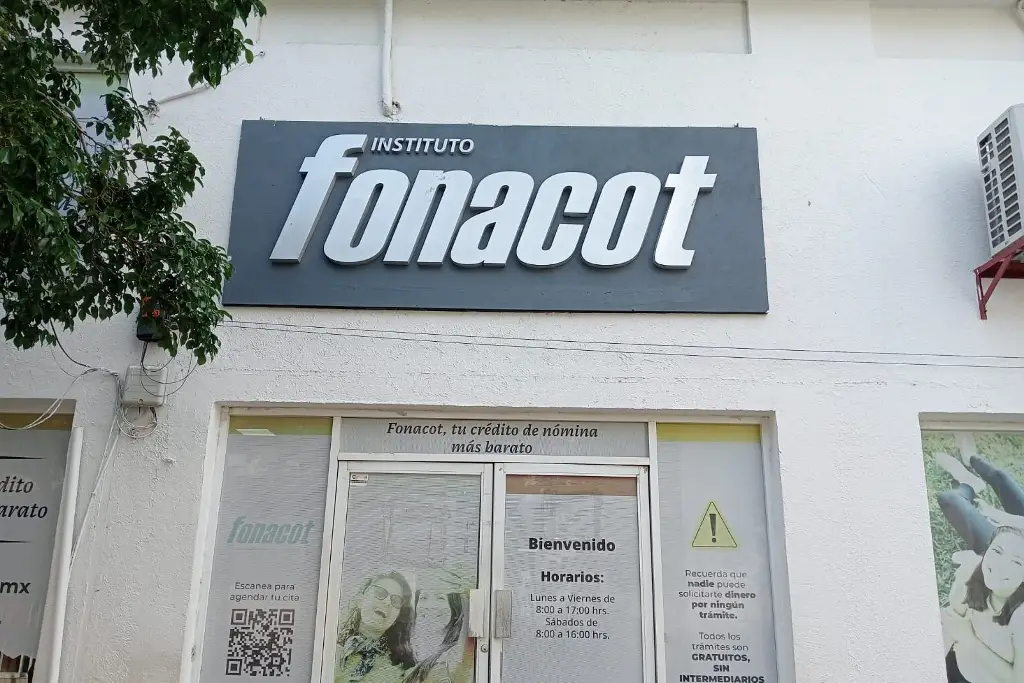 INSTITUTO
fonacot
Fonacot, tu crédito de nómina
más barato
dito
arato
mx
fonacot
Escanea para
agendar tu cita
Bienvenido
Horarios:
Lunes a Viernes de
8:00 a 17:00 hrs.
Sábados de
8:00 a 16:00 hrs.
Recuerda que
nadie puede
solicitarte dinero
por ningún
trámite.
Todos los
trámites son
GRATUITOS,
SIN
INTERMEDIARIOS